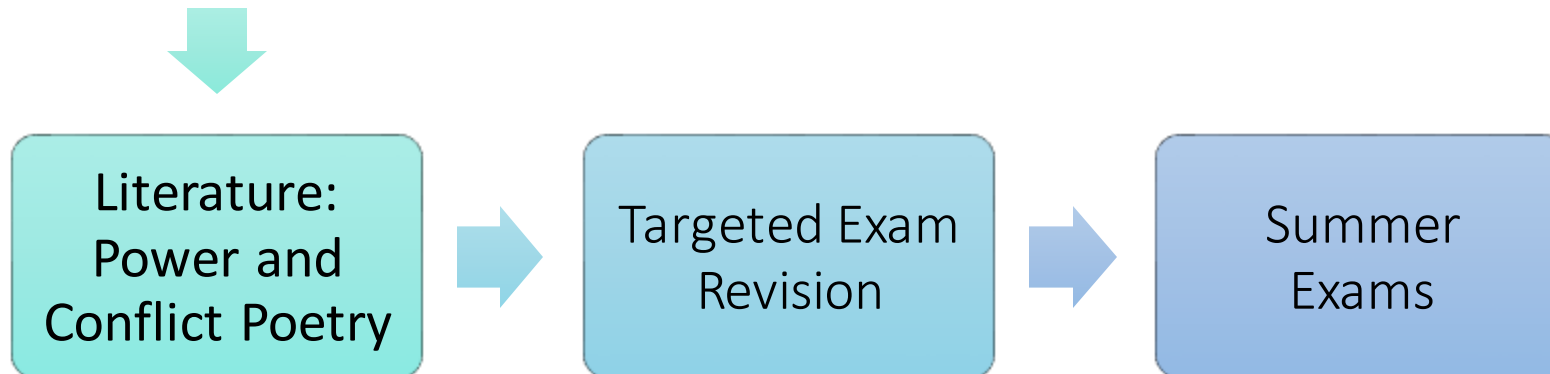 Literature:
Power and
Conflict Poetry
Targeted Exam
Revision
Summer
Exams